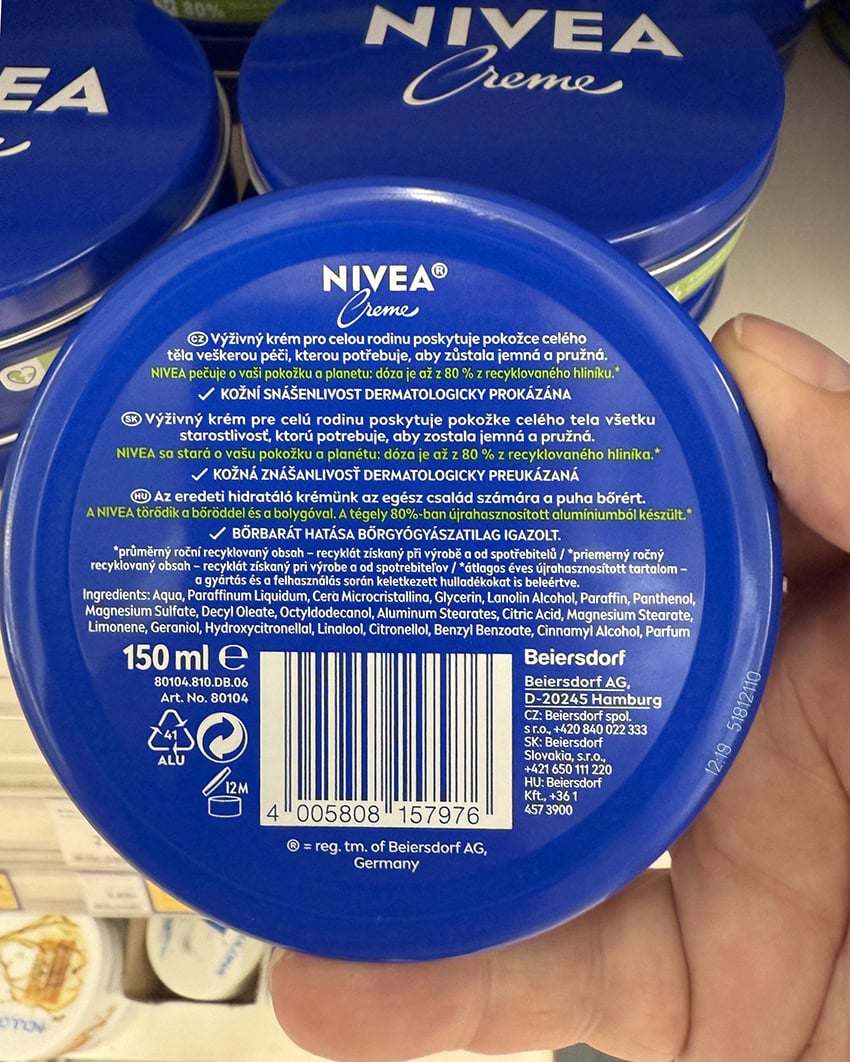 80%
NIVEA
Creme
EA
NIVEA®
Creme
CZ Výživný krém pro celou rodinu poskytuje pokožce celého
těla veškerou péči, kterou potřebuje, aby zůstala jemná a pružná.
NIVEA pečuje o vaši pokožku a planetu: dóza je až z 80 % z recyklovaného hliníku.*
✓ KOŽNÍ SNÁŠENLIVOST DERMATOLOGICKY PROKÁZÁNA
SK Výživný krém pre celú rodinu poskytuje pokožke celého tela všetku
starostlivosť, ktorú potrebuje, aby zostala jemná a pružná.
NIVEA sa stará o vašu pokožku a planétu: dóza je až z 80 % z recyklovaného hliníka.*
✓ KOŽNÁ ZNÁŠANLIVOSŤ DERMATOLOGICKY PREUKÁZANÁ
HU Az eredeti hidratáló krémünk az egész család számára a puha bőrért.
A NIVEA törődik a bőröddel és a bolygóval. A tégely 80%-ban újrahasznosított alumíniumból készült.*
✓ BŐRBARÁT HATÁSA BŐRGYÓGYÁSZATILAG IGAZOLT.
*průměrný roční recyklovaný obsah – recyklát získaný při výrobě a od spotřebitelů / *priemerný ročný
recyklovaný obsah – recyklát získaný pri výrobe a od spotrebiteľov / *átlagos éves újrahasznosított tartalom –
a gyártás és a felhasználás során keletkezett hulladékokat is beleértve.
Ingredients: Aqua, Paraffinum Liquidum, Cera Microcristallina, Glycerin, Lanolin Alcohol, Paraffin, Panthenol,
Magnesium Sulfate, Decyl Oleate, Octyldodecanol, Aluminum Stearates, Citric Acid, Magnesium Stearate,
Limonene, Geraniol, Hydroxycitronellal, Linalool, Citronellol, Benzyl Benzoate, Cinnamyl Alcohol, Parfum
150 ml ℮
80104.810.DB.06
Art. No. 80104
41
ALU
12M
4 005808 157976
Beiersdorf
Beiersdorf AG,
D-20245 Hamburg
CZ: Beiersdorf spol.
s r.o., +420 840 022 333
SK: Beiersdorf
Slovakia, s.r.o.,
+421 650 111 220
HU: Beiersdorf
Kft., +36 1
457 3900
12:19 51812110
® = reg. tm. of Beiersdorf AG,
Germany